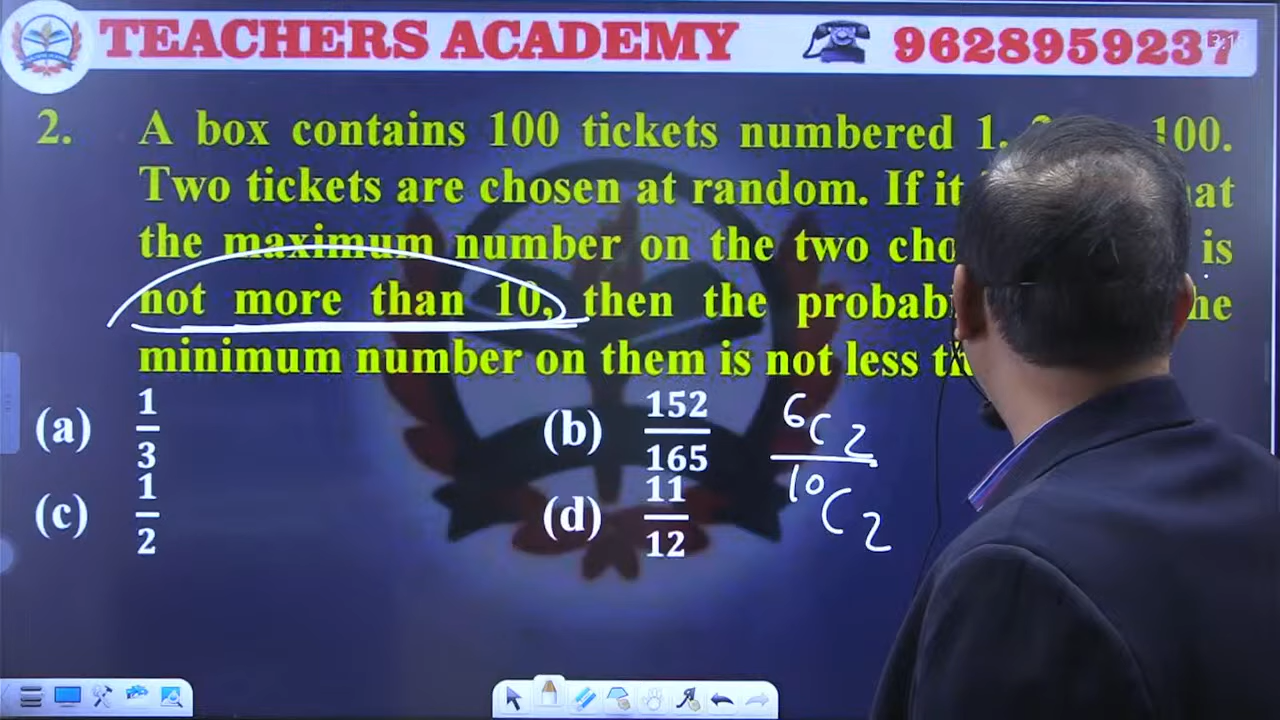 TEACHERS ACADEMY 9628959237
2. A box contains 100 tickets numbered 1, 100.
Two tickets are chosen at random. If it
the maximum number on the two is
not more than 10, then the
minimum number on them is not less
(a) 1/3 (b) 152/165 6C2/10C2
(c) 1/2 (d) 11/12